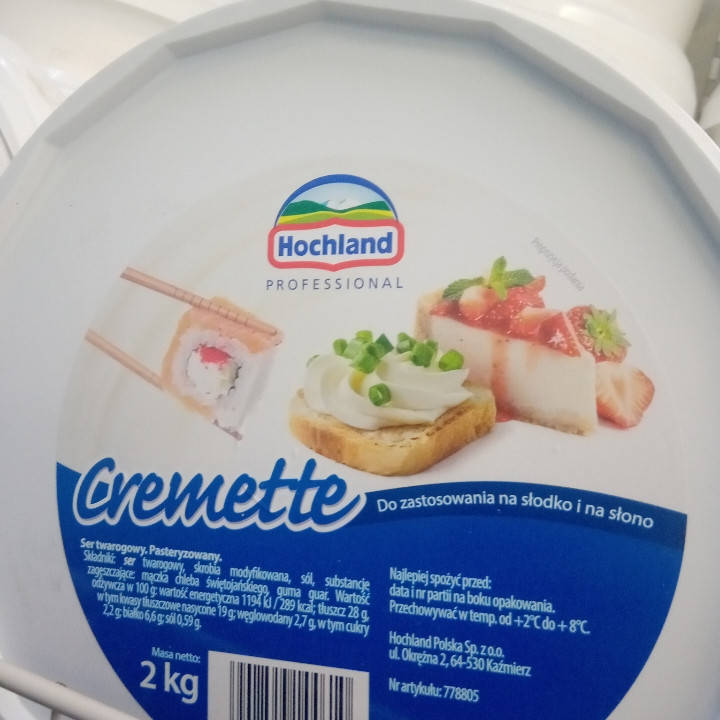 Hochland
PROFESSIONAL
Propozycja podania
Cremette
Do zastosowania na słodko i na słono
Ser twarogowy. Pasteryzowany.
Składniki: ser twarogowy, skrobia modyfikowana, sól, substancje
zagęszczające: mączka chleba świętojańskiego, guma guar. Wartość
odżywcza w 100 g: wartość energetyczna 1194 kJ / 289 kcal; tłuszcz 28 g,
w tym kwasy tłuszczowe nasycone 19 g; węglowodany 2,7 g, w tym cukry
2,2 g; białko 6,6 g; sól 0,59 g.
Masa netto:
2 kg
Najlepiej spożyć przed:
data i nr partii na boku opakowania.
Przechowywać w temp. od +2°C do +8°C.
Hochland Polska Sp. z o.o.
ul. Okrężna 2, 64-530 Kaźmierz
Nr artykułu: 778805